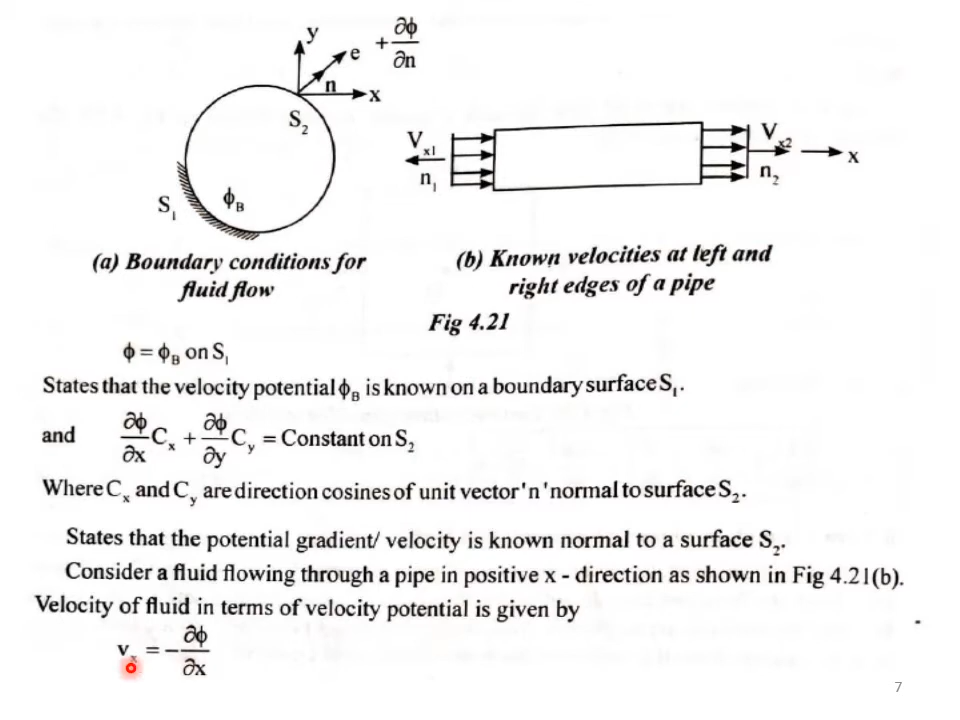 y
e
+∂ϕ/∂n
n
x
S₂
S₁
ϕ_B
V_x1
n₁
V_x2
n₂
x
(a) Boundary conditions for
fluid flow
(b) Known velocities at left and
right edges of a pipe
Fig 4.21
ϕ = ϕ_B on S₁
States that the velocity potential ϕ_B is known on a boundary surface S₁.
and ∂ϕ/∂x C_x + ∂ϕ/∂y C_y = Constant on S₂
Where C_x and C_y are direction cosines of unit vector 'n' normal to surface S₂.
States that the potential gradient/ velocity is known normal to a surface S₂.
Consider a fluid flowing through a pipe in positive x - direction as shown in Fig 4.21(b).
Velocity of fluid in terms of velocity potential is given by
v_x = -∂ϕ/∂x
7